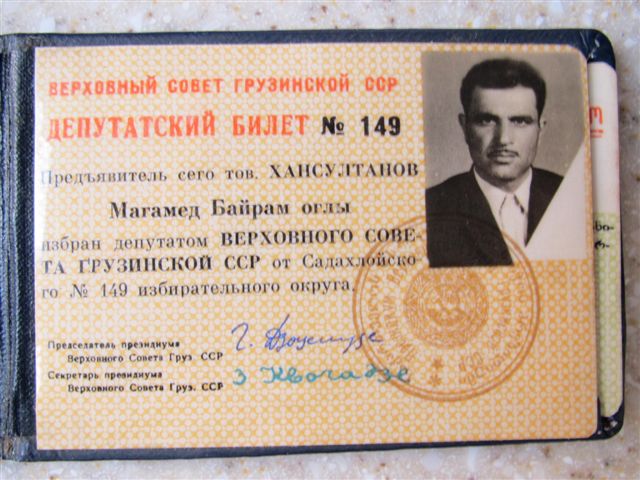 ВЕРХОВНЫЙ СОВЕТ ГРУЗИНСКОЙ ССР
ДЕПУТАТСКИЙ БИЛЕТ № 149
Предъявитель сего тов. ХАНСУЛТАНОВ
Магамед Байрам оглы
избран депутатом ВЕРХОВНОГО СОВЕ-
ТА ГРУЗИНСКОЙ ССР от Садахлойско-
го № 149 избирательного округа.
Председатель президиума
Верховного Совета Груз. ССР
Г. Дзоценидзе
Секретарь президиума
Верховного Совета Груз. ССР
З Квачадзе